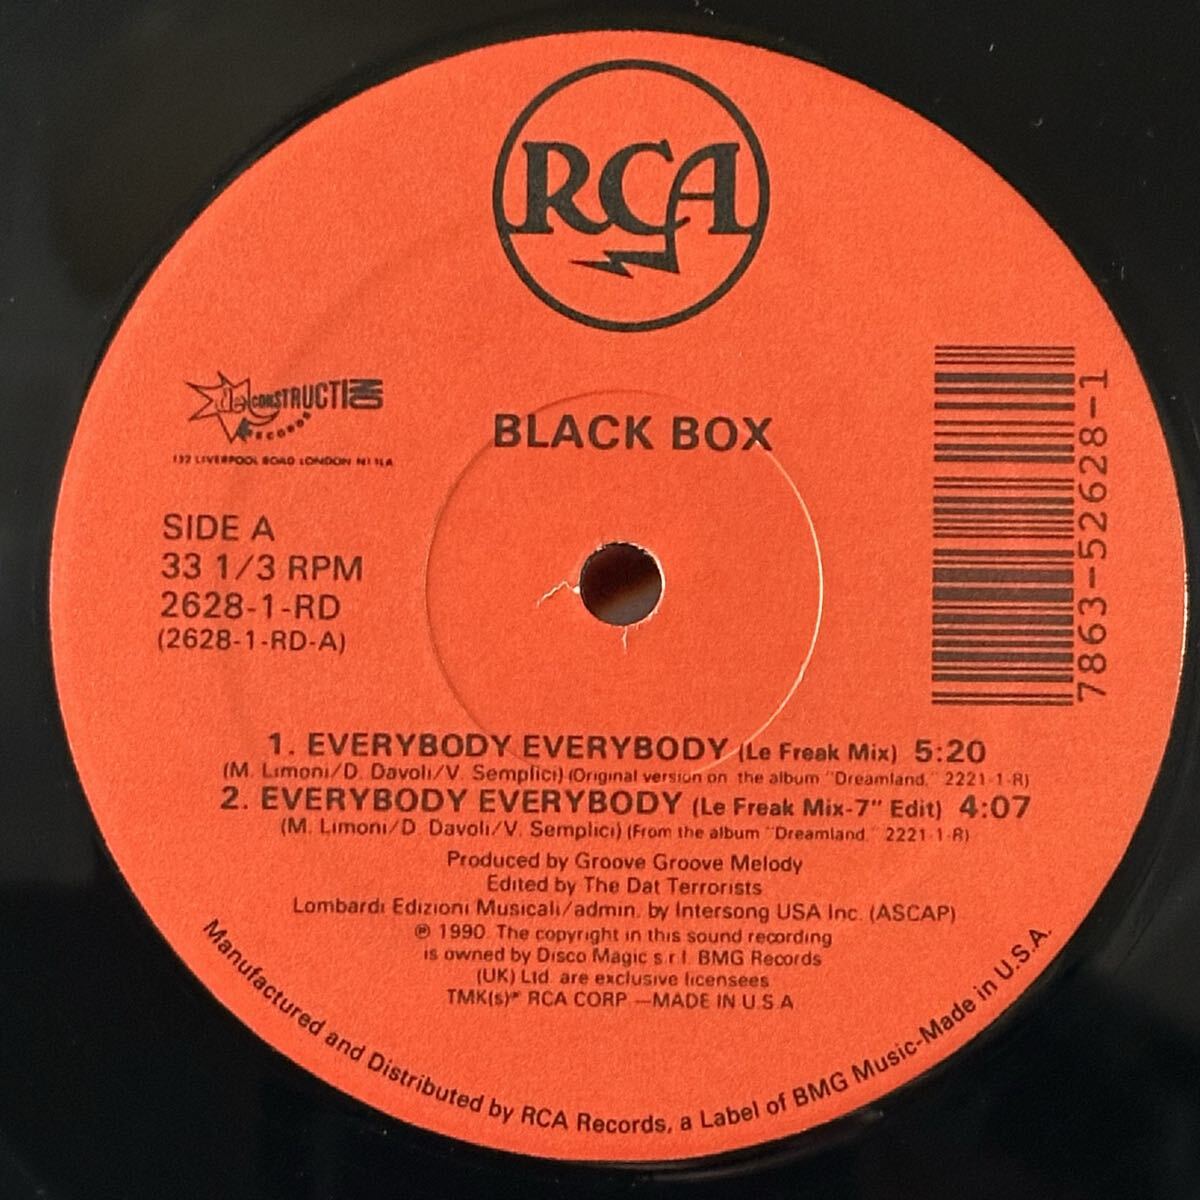 RCA
deCONSTRUCTION
RECORDS
132 LIVERPOOL ROAD LONDON N1 1LA
BLACK BOX
SIDE A
33 1/3 RPM
2628-1-RD
(2628-1-RD-A)
7863-52628-1
1. EVERYBODY EVERYBODY (Le Freak Mix) 5:20
(M. Limoni/D. Davoli/V. Semplici) (Original version on the album "Dreamland," 2221-1-R)
2. EVERYBODY EVERYBODY (Le Freak Mix-7" Edit) 4:07
(M. Limoni/D. Davoli/V. Semplici) (From the album "Dreamland," 2221-1-R)
Produced by Groove Groove Melody
Edited by The Dat Terrorists
Lombardi Edizioni Musicali/admin. by Intersong USA Inc. (ASCAP)
℗ 1990. The copyright in this sound recording
is owned by Disco Magic s.r.l. BMG Records
(UK) Ltd. are exclusive licensees
TMK(s)® RCA CORP.—MADE IN U.S.A
Manufactured and Distributed by RCA Records, a Label of BMG Music-Made in U.S.A.